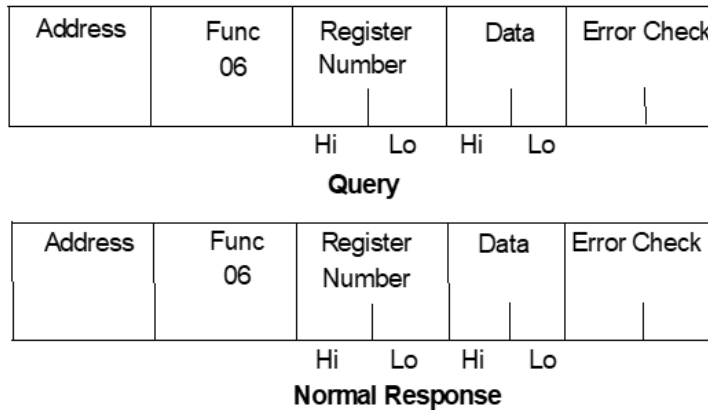 Address Func Register Data Error Check
06 Number
Hi Lo Hi Lo
Query
Address Func Register Data Error Check
06 Number
Hi Lo Hi Lo
Normal Response